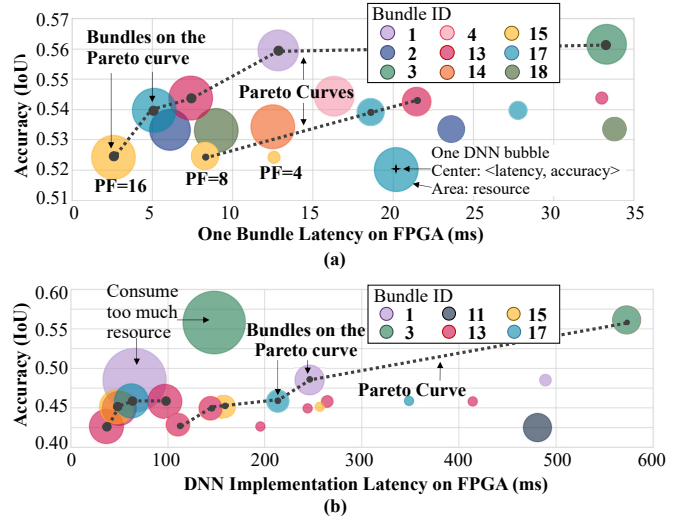 (a)
0.57
0.56
0.55
0.54
0.53
0.52
0.51
Accuracy (IoU)
Bundles on the
Pareto curve
Pareto Curves
PF=16
PF=8
PF=4
Bundle ID
1 4 15
2 13 17
3 14 18
One DNN bubble
Center: <latency, accuracy>
Area: resource
0 5 10 15 20 25 30 35
One Bundle Latency on FPGA (ms)
(a)
0.60
0.55
0.50
0.45
0.40
Accuracy (IoU)
Consume
too much
resource
Bundles on the
Pareto curve
Pareto Curve
Bundle ID
1 11 15
3 13 17
0 100 200 300 400 500 600
DNN Implementation Latency on FPGA (ms)
(b)